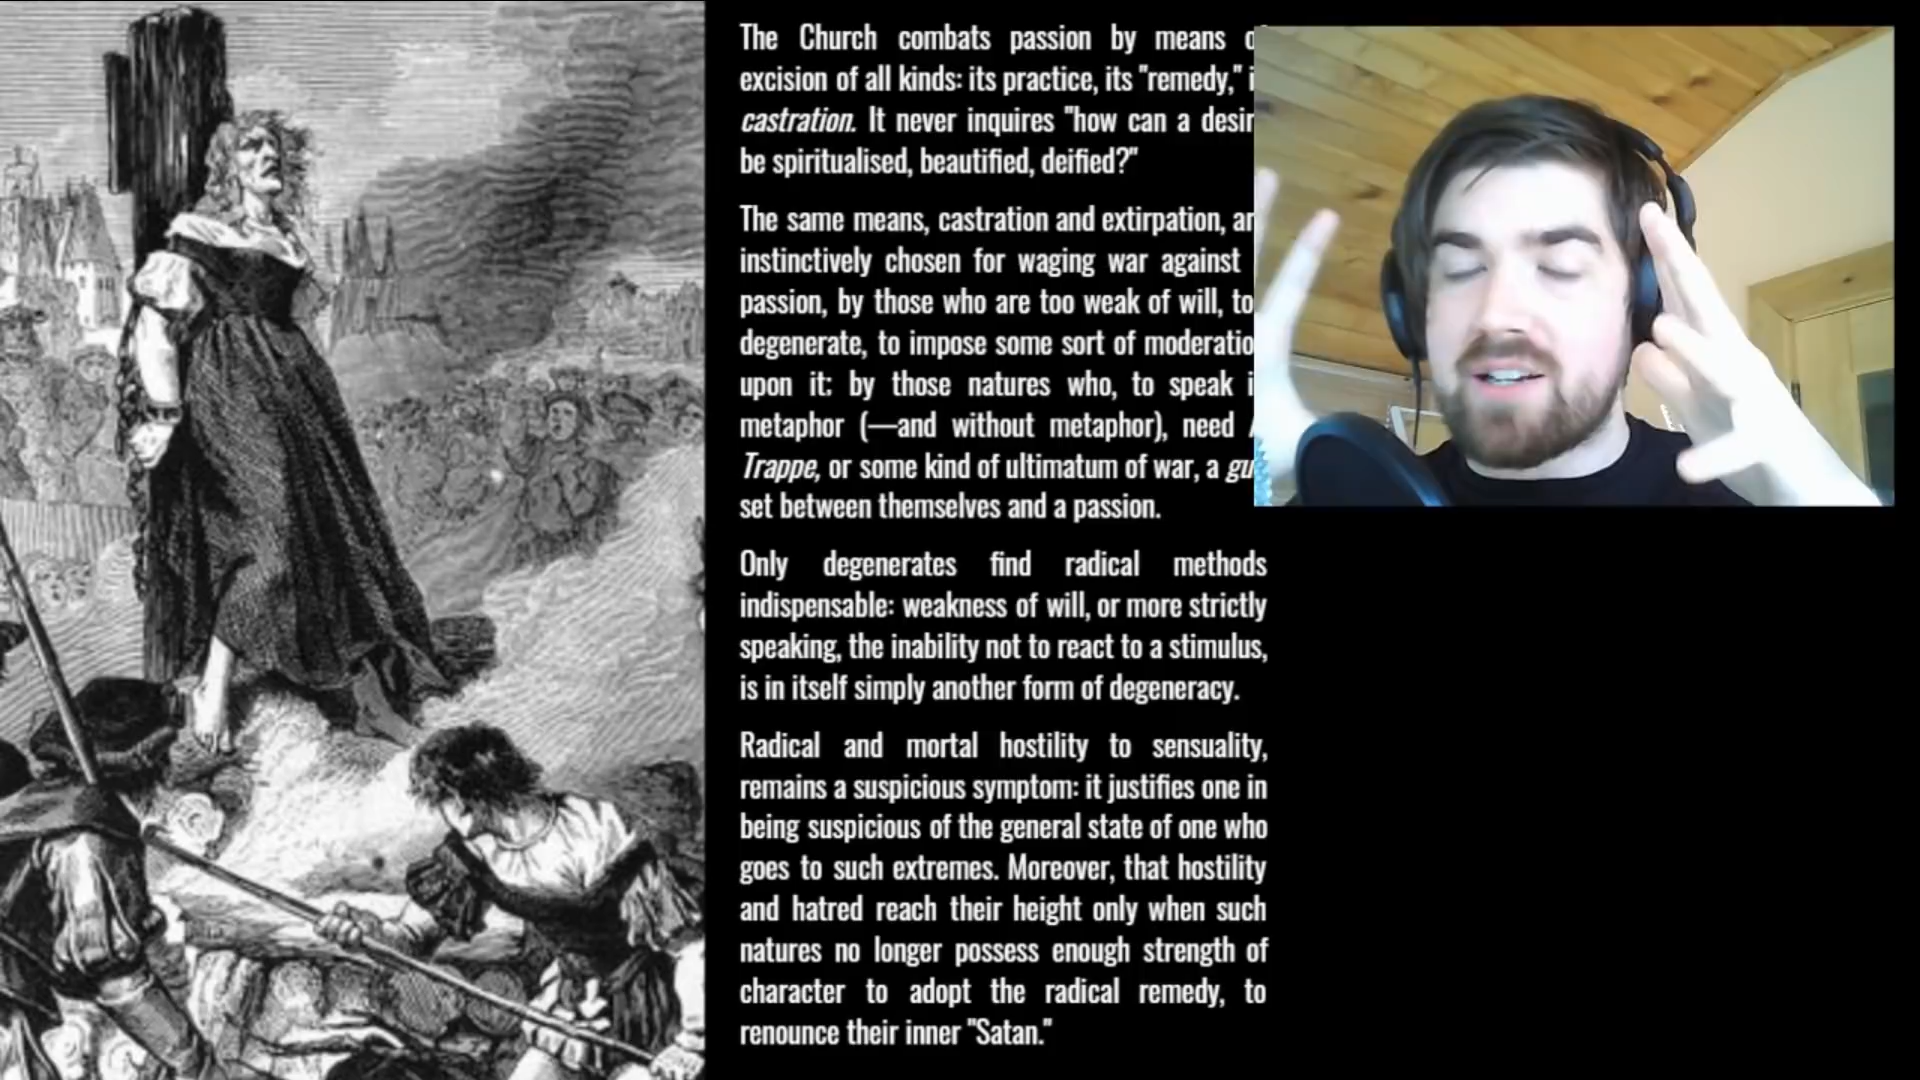 The Church combats passion by means
excision of all kinds: its practice, its "remedy,"
castration. It never inquires "how can a
be spiritualised, beautified, deified?"
The same means, castration and extirpation,
instinctively chosen for waging war against
passion, by those who are too weak of will,
degenerate, to impose some sort of
upon it: by those natures who, to speak
metaphor (—and without metaphor), need
Trappe, or some kind of ultimatum of war, a
set between themselves and a passion.
Only degenerates find radical methods
indispensable: weakness of will, or more strictly
speaking, the inability not to react to a stimulus,
is in itself simply another form of degeneracy.
Radical and mortal hostility to sensuality,
remains a suspicious symptom: it justifies one in
being suspicious of the general state of one who
goes to such extremes. Moreover, that hostility
and hatred reach their height only when such
natures no longer possess enough strength of
character to adopt the radical remedy, to
renounce their inner "Satan."